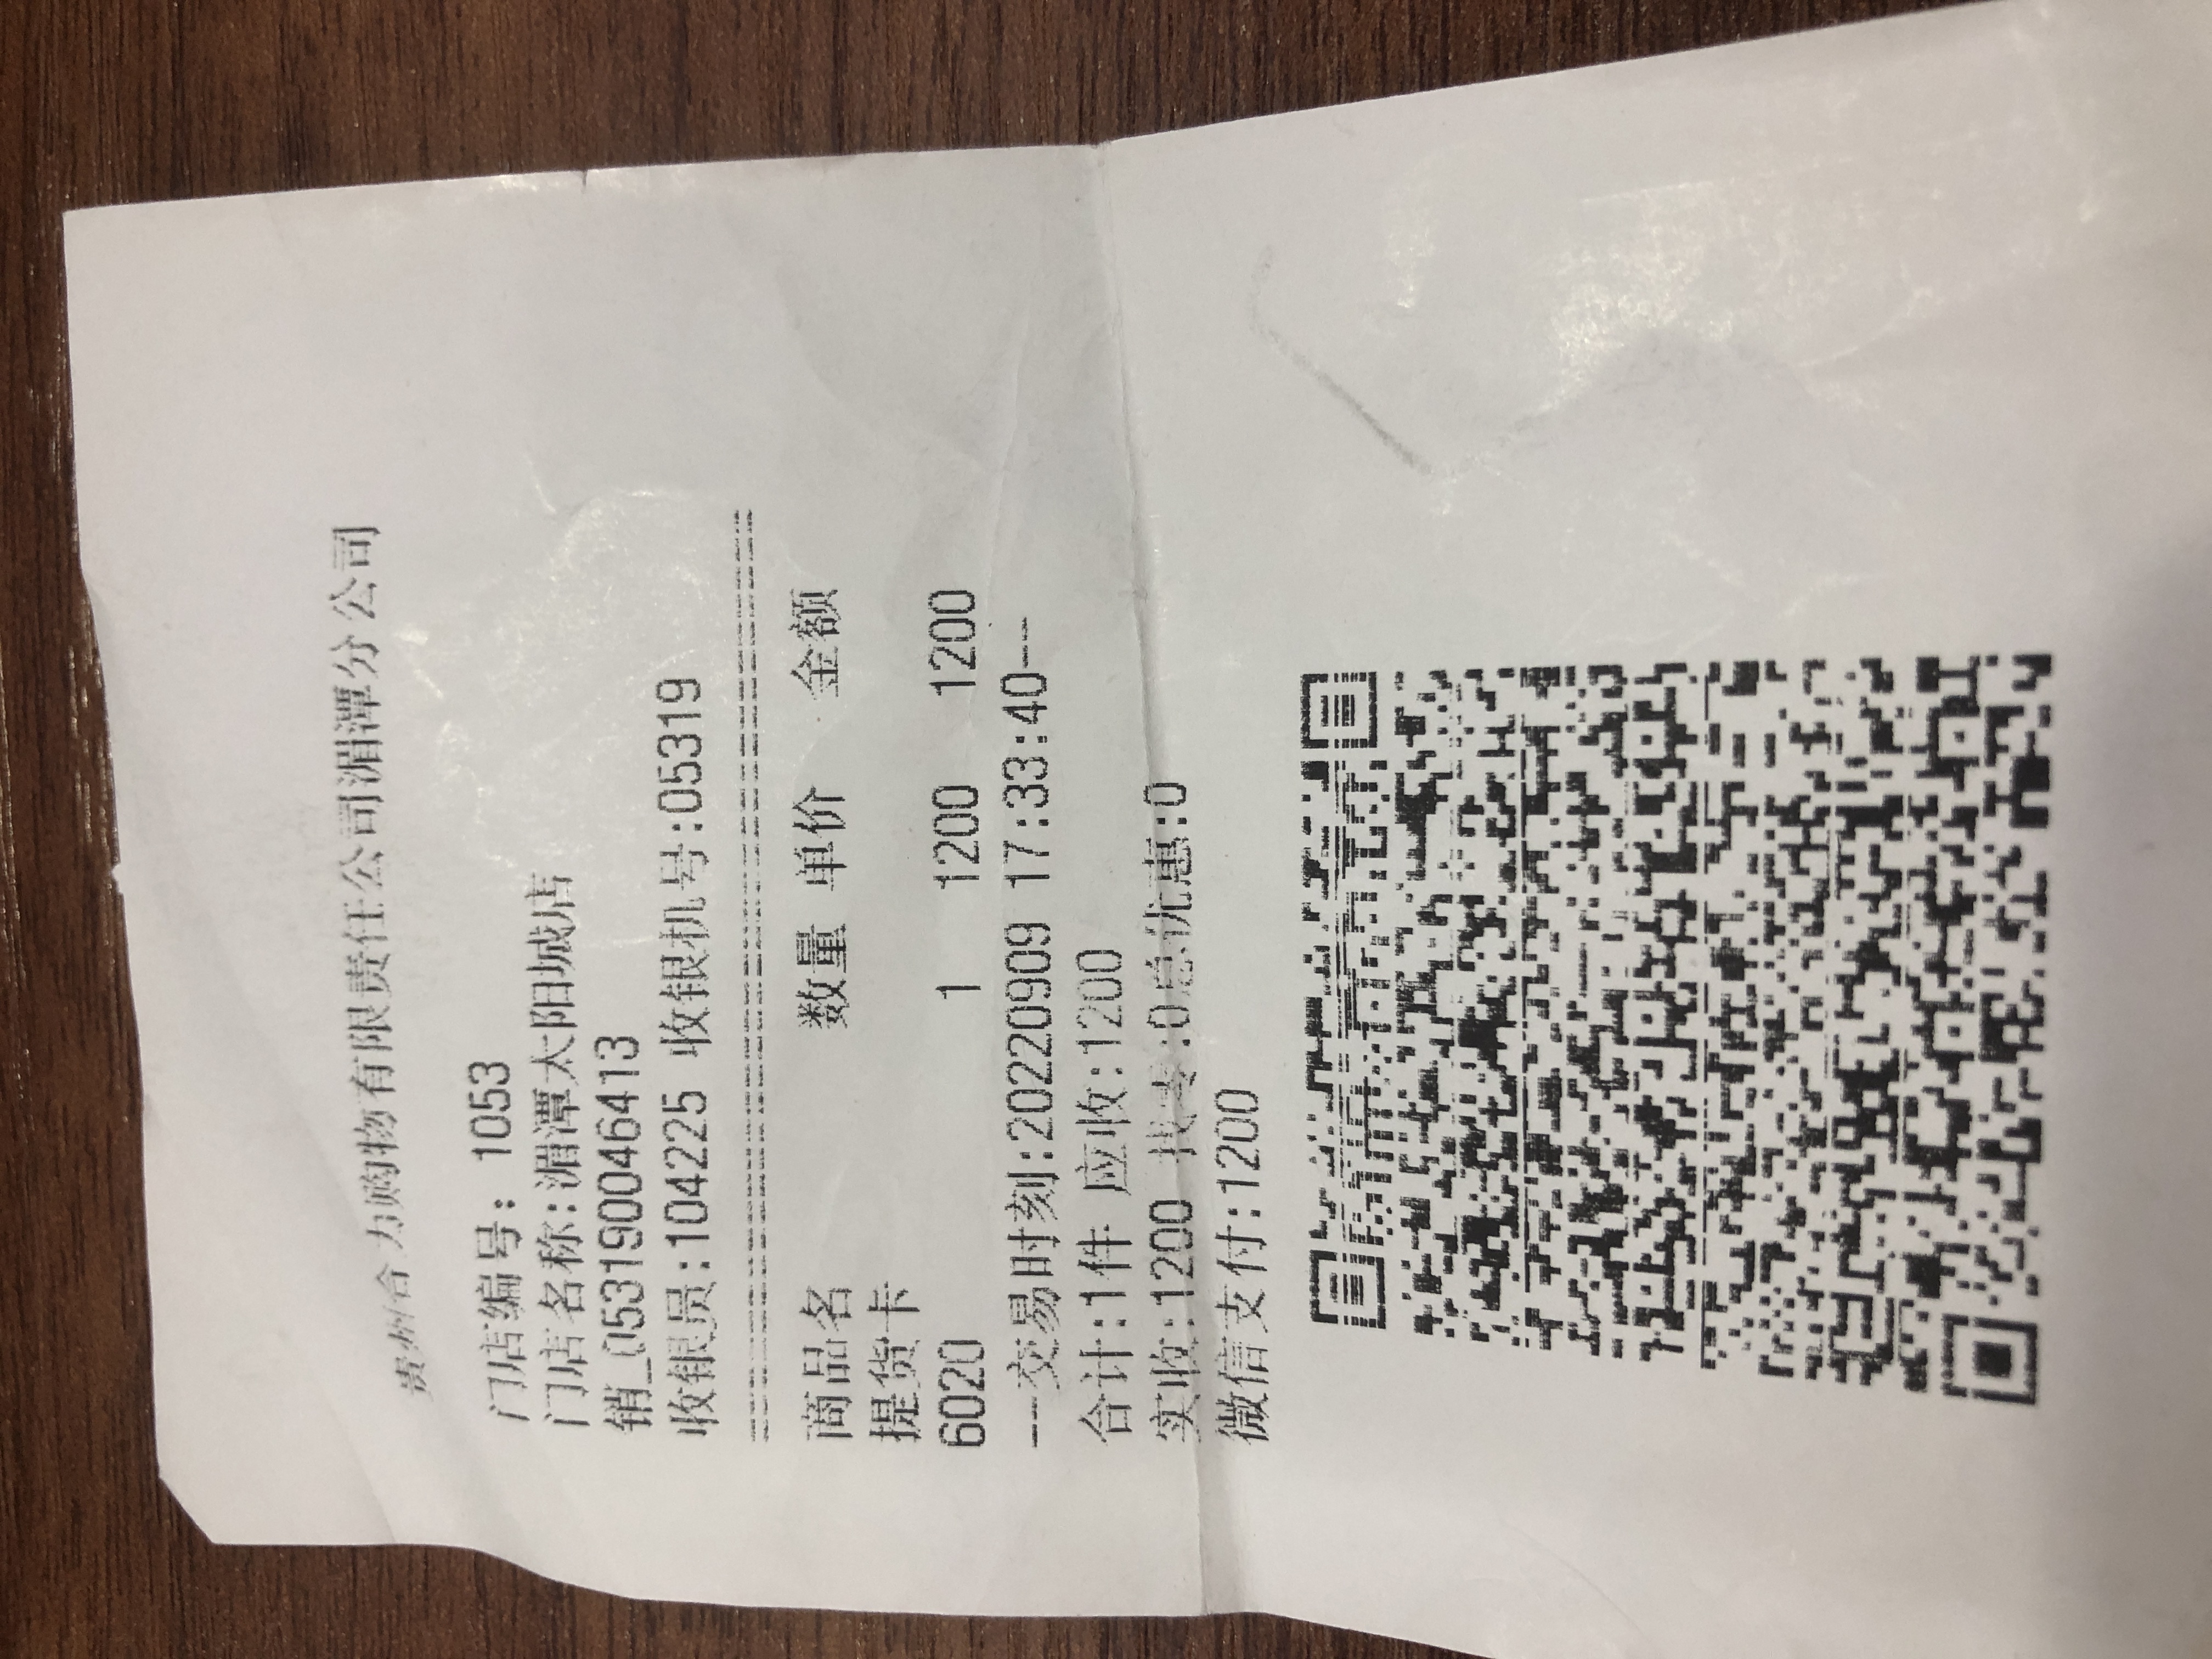 贵州合力购物有限责任公司湄潭分公司
门店编号: 1053
门店名称:湄潭太阳城店
销_053190046413
收银员:104225 收银机号:05319
商品名 数量 单价 金额
提货卡
6020 1 1200 1200
---交易时刻:20220909 17:33:40---
合计:1件 应收:1200
实收:1200 找零:0总优惠:0
微信支付:1200